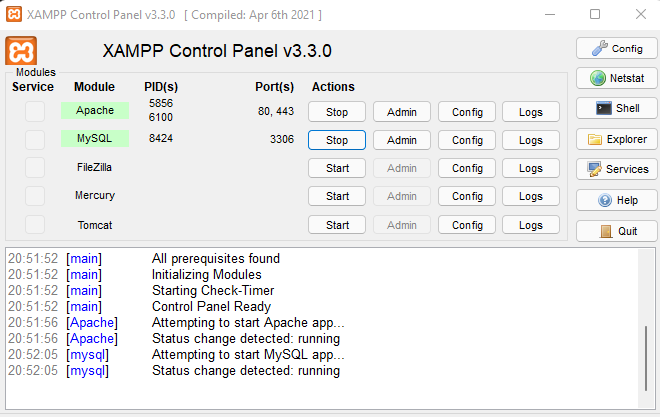 XAMPP Control Panel v3.3.0 [ Compiled: Apr 6th 2021 ]
XAMPP Control Panel v3.3.0
Config
Modules
Service Module PID(s) Port(s) Actions
Netstat
Apache 5856 6100 80, 443 Stop Admin Config Logs
Shell
MySQL 8424 3306 Stop Admin Config Logs
Explorer
FileZilla Start Admin Config Logs
Services
Mercury Start Admin Config Logs
Help
Tomcat Start Admin Config Logs
Quit
20:51:52 [main] All prerequisites found
20:51:52 [main] Initializing Modules
20:51:52 [main] Starting Check-Timer
20:51:52 [main] Control Panel Ready
20:51:56 [Apache] Attempting to start Apache app...
20:51:56 [Apache] Status change detected: running
20:52:05 [mysql] Attempting to start MySQL app...
20:52:05 [mysql] Status change detected: running